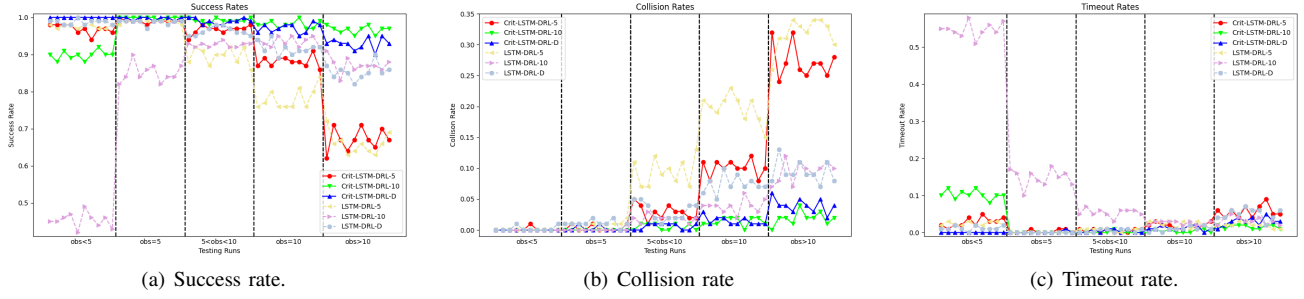 Success Rates
1.0
0.9
0.8
0.7
0.6
0.5
Success Rate
obs<5
obs=5
5<obs<10
obs=10
obs>10
Testing Runs
Crit-LSTM-DRL-5
Crit-LSTM-DRL-10
Crit-LSTM-DRL-D
LSTM-DRL-5
LSTM-DRL-10
LSTM-DRL-D
(a) Success rate.
Collision Rates
0.35
0.30
0.25
0.20
0.15
0.10
0.05
0.00
Collison Rate
obs<5
obs=5
5<obs<10
obs=10
obs>10
Testing Runs
Crit-LSTM-DRL-5
Crit-LSTM-DRL-10
Crit-LSTM-DRL-D
LSTM-DRL-5
LSTM-DRL-10
LSTM-DRL-D
(b) Collision rate
Timeout Rates
0.5
0.4
0.3
0.2
0.1
0.0
Timeout Rate
obs<5
obs=5
5<obs<10
obs=10
obs>10
Testing Runs
Crit-LSTM-DRL-5
Crit-LSTM-DRL-10
Crit-LSTM-DRL-D
LSTM-DRL-5
LSTM-DRL-10
LSTM-DRL-D
(c) Timeout rate.